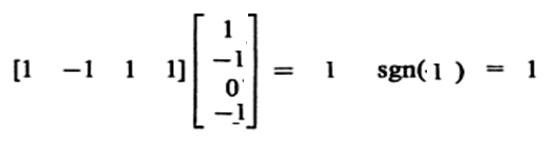 [1 −1 1 1] [1 −1 0 −1] = 1 sgn(1) = 1